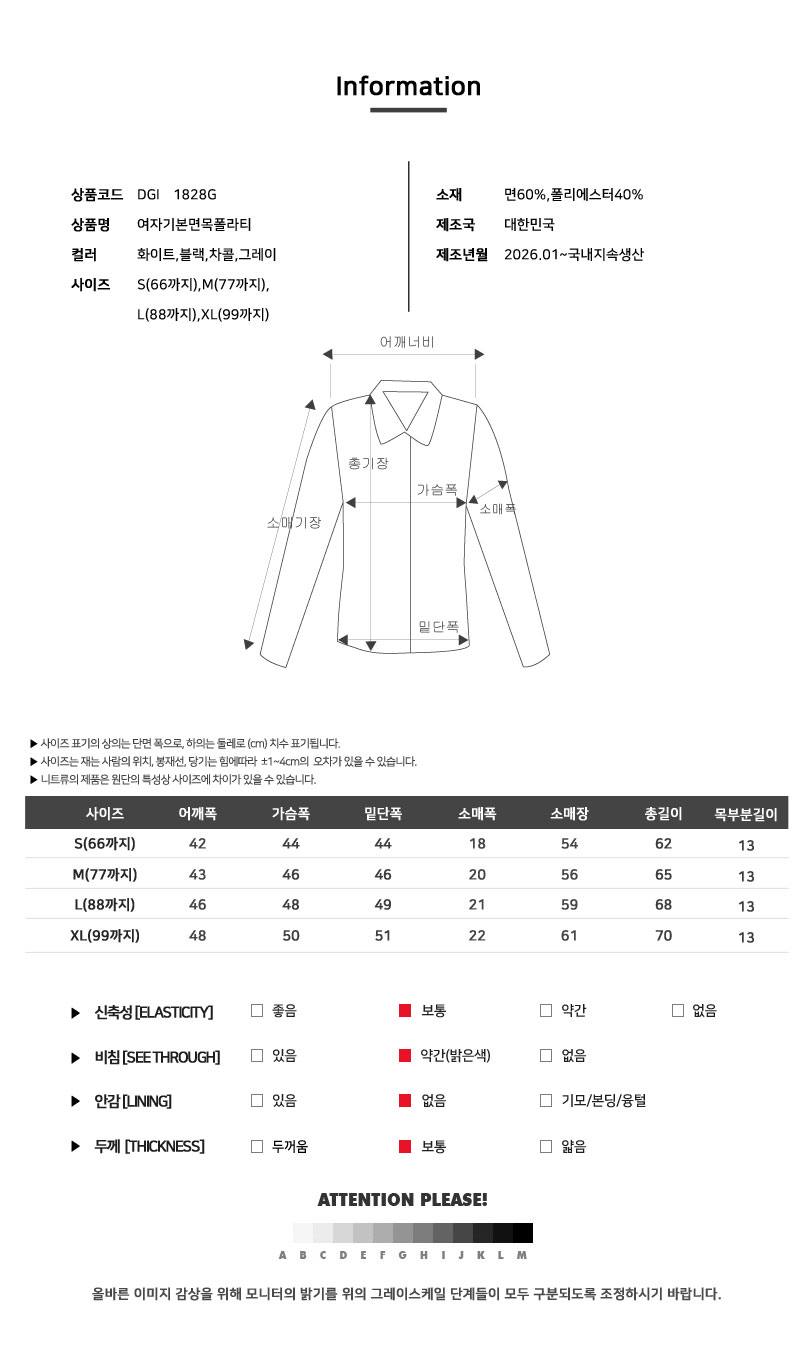 Information
상품코드 DGI 1828G
상품명 여자기본면목폴라티
컬러 화이트,블랙,차콜,그레이
사이즈 S(66까지),M(77까지),
L(88까지),XL(99까지)
소재 면60%,폴리에스터40%
제조국 대한민국
제조년월 2026.01~국내지속생산
어깨너비
총기장
가슴폭
소매폭
소매기장
밑단폭
▶ 사이즈 표기의 상의는 단면 폭으로, 하의는 둘레로 (cm) 치수 표기됩니다.
▶ 사이즈는 재는 사람의 위치, 봉재선, 당기는 힘에따라 ±1~4cm의 오차가 있을 수 있습니다.
▶ 니트류의 제품은 원단의 특성상 사이즈에 차이가 있을 수 있습니다.
사이즈 어깨폭 가슴폭 밑단폭 소매폭 소매장 총길이 목부분길이
S(66까지) 42 44 44 18 54 62 13
M(77까지) 43 46 46 20 56 65 13
L(88까지) 46 48 49 21 59 68 13
XL(99까지) 48 50 51 22 61 70 13
▶ 신축성 [ELASTICITY] 좋음 보통 약간 없음
▶ 비침 [SEE THROUGH] 있음 약간(밝은색) 없음
▶ 안감 [LINING] 있음 없음 기모/본딩/융털
▶ 두께 [THICKNESS] 두꺼움 보통 얇음
ATTENTION PLEASE!
A B C D E F G H I J K L M
올바른 이미지 감상을 위해 모니터의 밝기를 위의 그레이스케일 단계들이 모두 구분되도록 조정하시기 바랍니다.